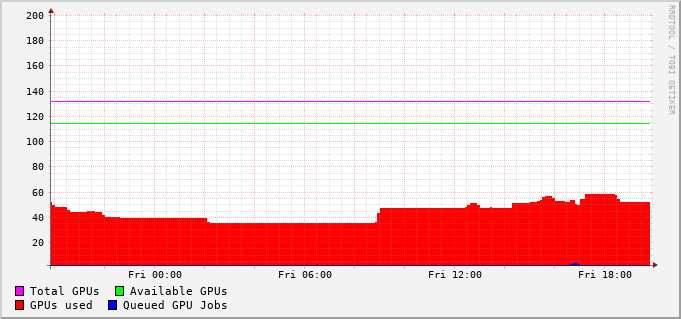 200
180
160
140
120
100
80
60
40
20
Fri 00:00 Fri 06:00 Fri 12:00 Fri 18:00
Total GPUs Available GPUs
GPUs used Queued GPU Jobs
RRDTOOL / TOBI OETIKER